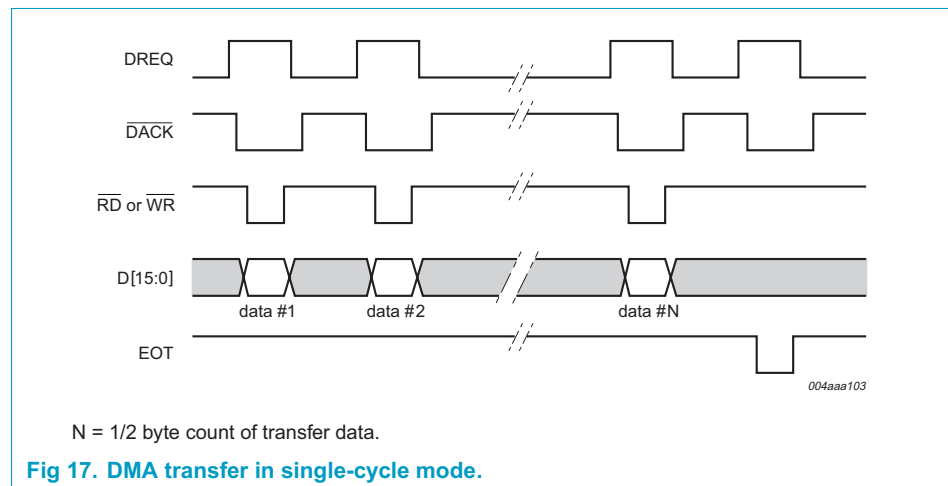 DREQ
DACK
RD or WR
D[15:0]
data #1 data #2 data #N
EOT
004aaa103
N = 1/2 byte count of transfer data.
Fig 17. DMA transfer in single-cycle mode.